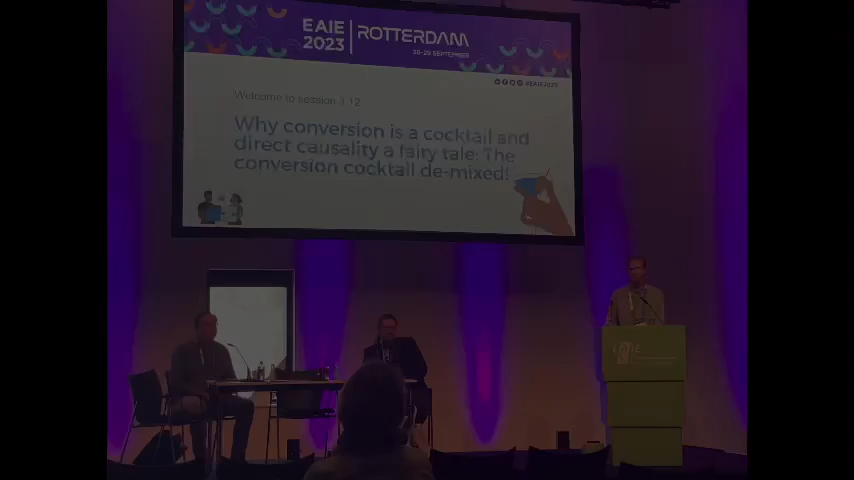 EAIE
2023
ROTTERDAM
26-29 SEPTEMBER
#EAIE2023
Welcome to session 3.12
Why conversion is a cocktail and
direct causality a fairy tale: The
conversion cocktail de-mixed!
EAIE